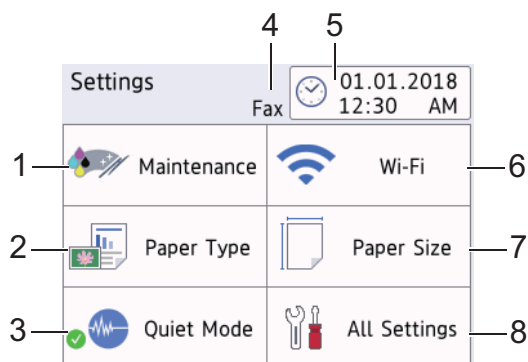 4 5
Settings
Fax
01.01.2018
12:30 AM
1 Maintenance
Wi-Fi 6
2 Paper Type
Paper Size 7
3 Quiet Mode
All Settings 8